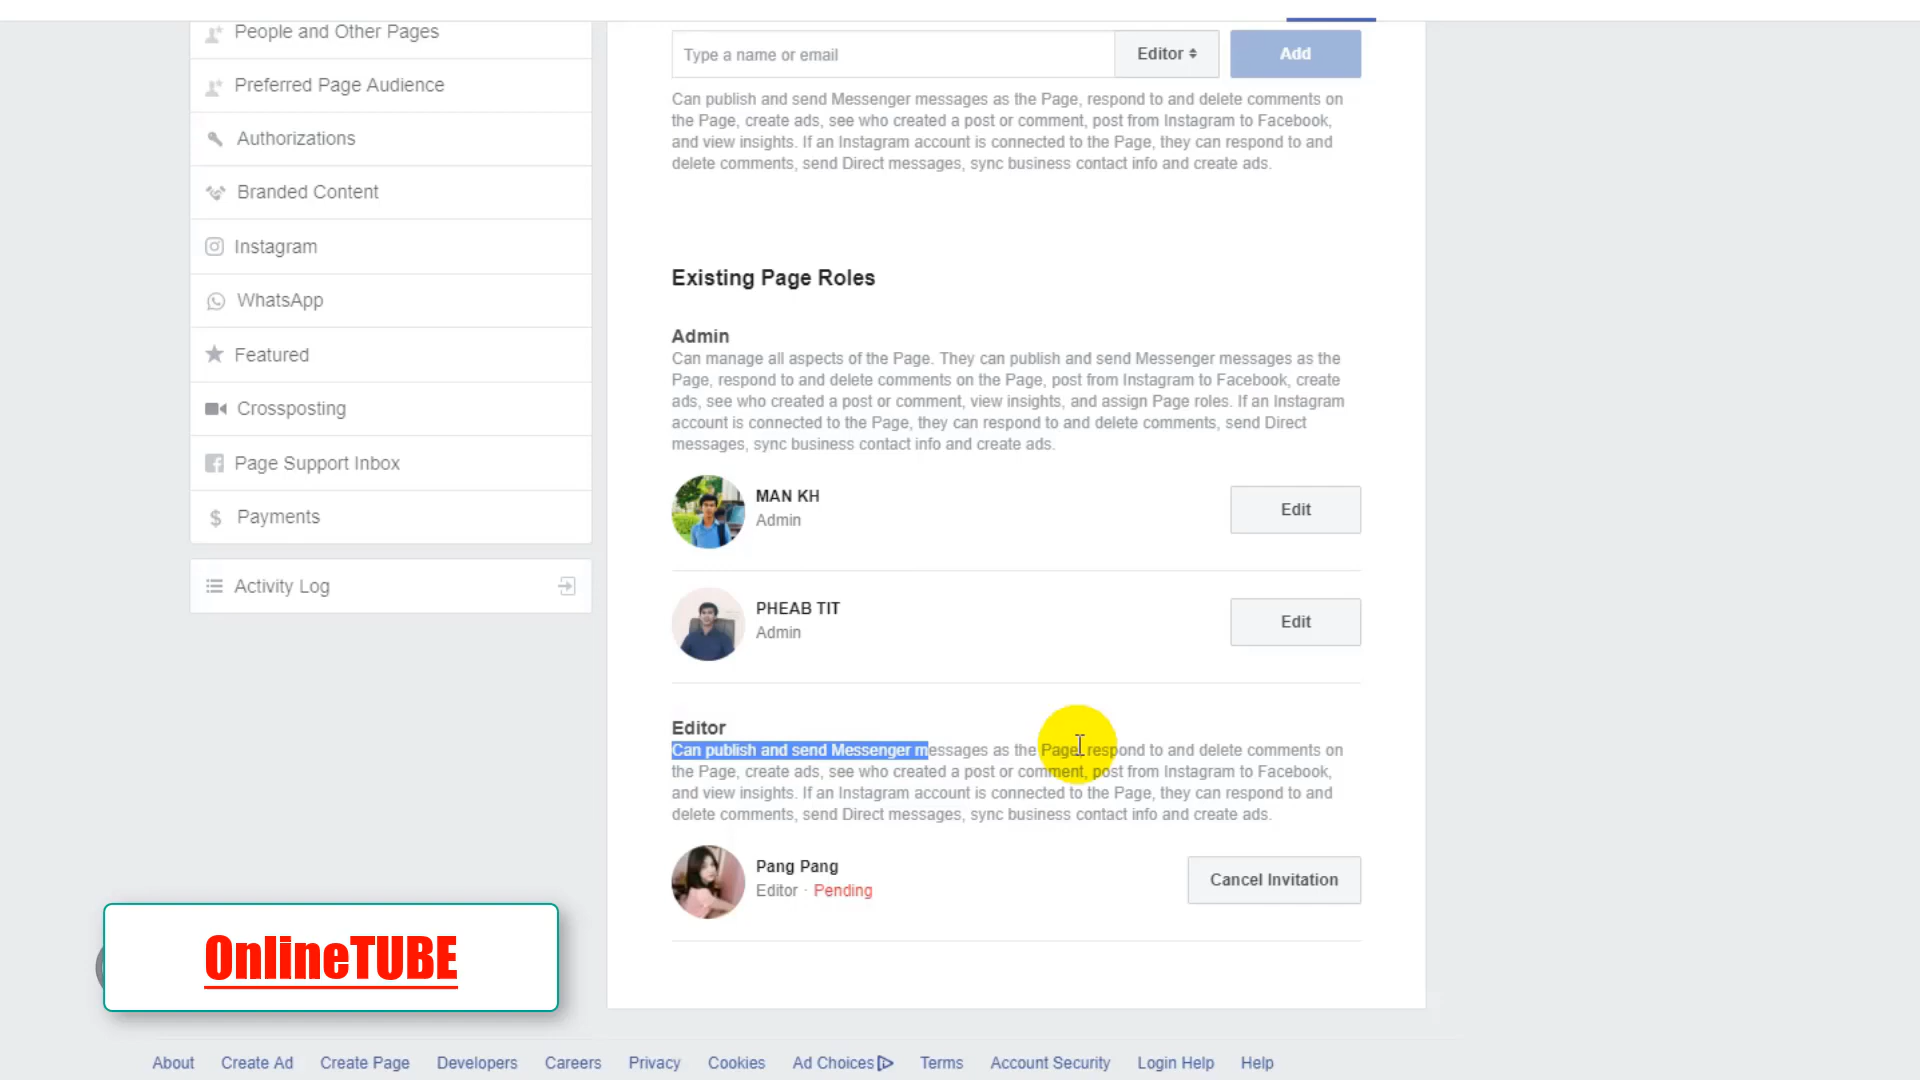 People and Other Pages
Preferred Page Audience
Authorizations
Branded Content
Instagram
WhatsApp
Featured
Crossposting
Page Support Inbox
Payments
Activity Log
Type a name or email
Editor
Add
Can publish and send Messenger messages as the Page, respond to and delete comments on
the Page, create ads, see who created a post or comment, post from Instagram to Facebook,
and view insights. If an Instagram account is connected to the Page, they can respond to and
delete comments, send Direct messages, sync business contact info and create ads.
Existing Page Roles
Admin
Can manage all aspects of the Page. They can publish and send Messenger messages as the
Page, respond to and delete comments on the Page, post from Instagram to Facebook, create
ads, see who created a post or comment, view insights, and assign Page roles. If an Instagram
account is connected to the Page, they can respond to and delete comments, send Direct
messages, sync business contact info and create ads.
MAN KH
Admin
Edit
PHEAB TIT
Admin
Edit
Editor
Can publish and send Messenger messages as the Page, respond to and delete comments on
the Page, create ads, see who created a post or comment, post from Instagram to Facebook,
and view insights. If an Instagram account is connected to the Page, they can respond to and
delete comments, send Direct messages, sync business contact info and create ads.
Pang Pang
Editor · Pending
Cancel Invitation
OnlineTUBE
About Create Ad Create Page Developers Careers Privacy Cookies Ad Choices Terms Account Security Login Help Help